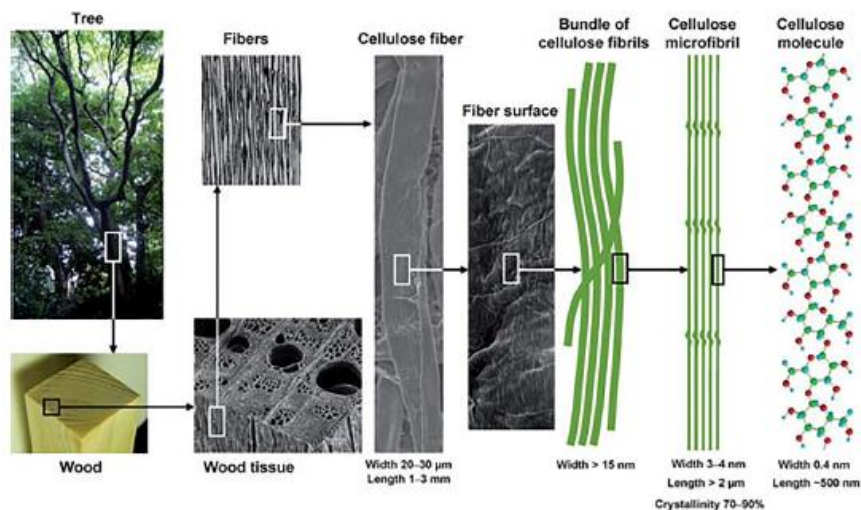 Tree
Fibers
Cellulose fiber
Fiber surface
Bundle of
cellulose fibrils
Cellulose
microfibril
Cellulose
molecule
Wood
Wood tissue
Width 20–30 μm
Length 1–3 mm
Width > 15 nm
Width 3–4 nm
Length > 2 μm
Crystallinity 70–90%
Width 0.4 nm
Length ~500 nm